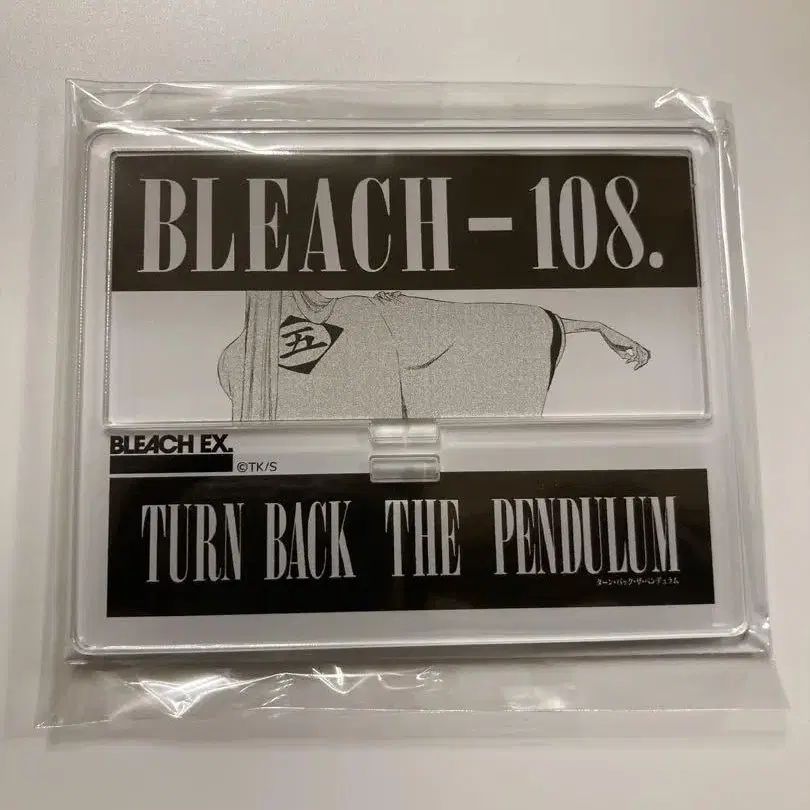 BLEACH-108.
五
BLEACH EX.
©TK/S
TURN BACK THE PENDULUM
ターン・バック・ザ・ペンデュラム